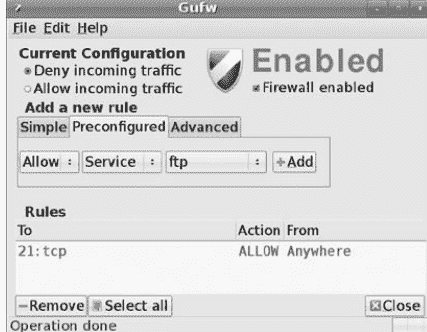 Gufw
File Edit Help
Current Configuration
Deny incoming traffic
Allow incoming traffic
Enabled
Firewall enabled
Add a new rule
Simple Preconfigured Advanced
Allow Service ftp +Add
Rules
To Action From
21:tcp ALLOW Anywhere
−Remove Select all Close
Operation done